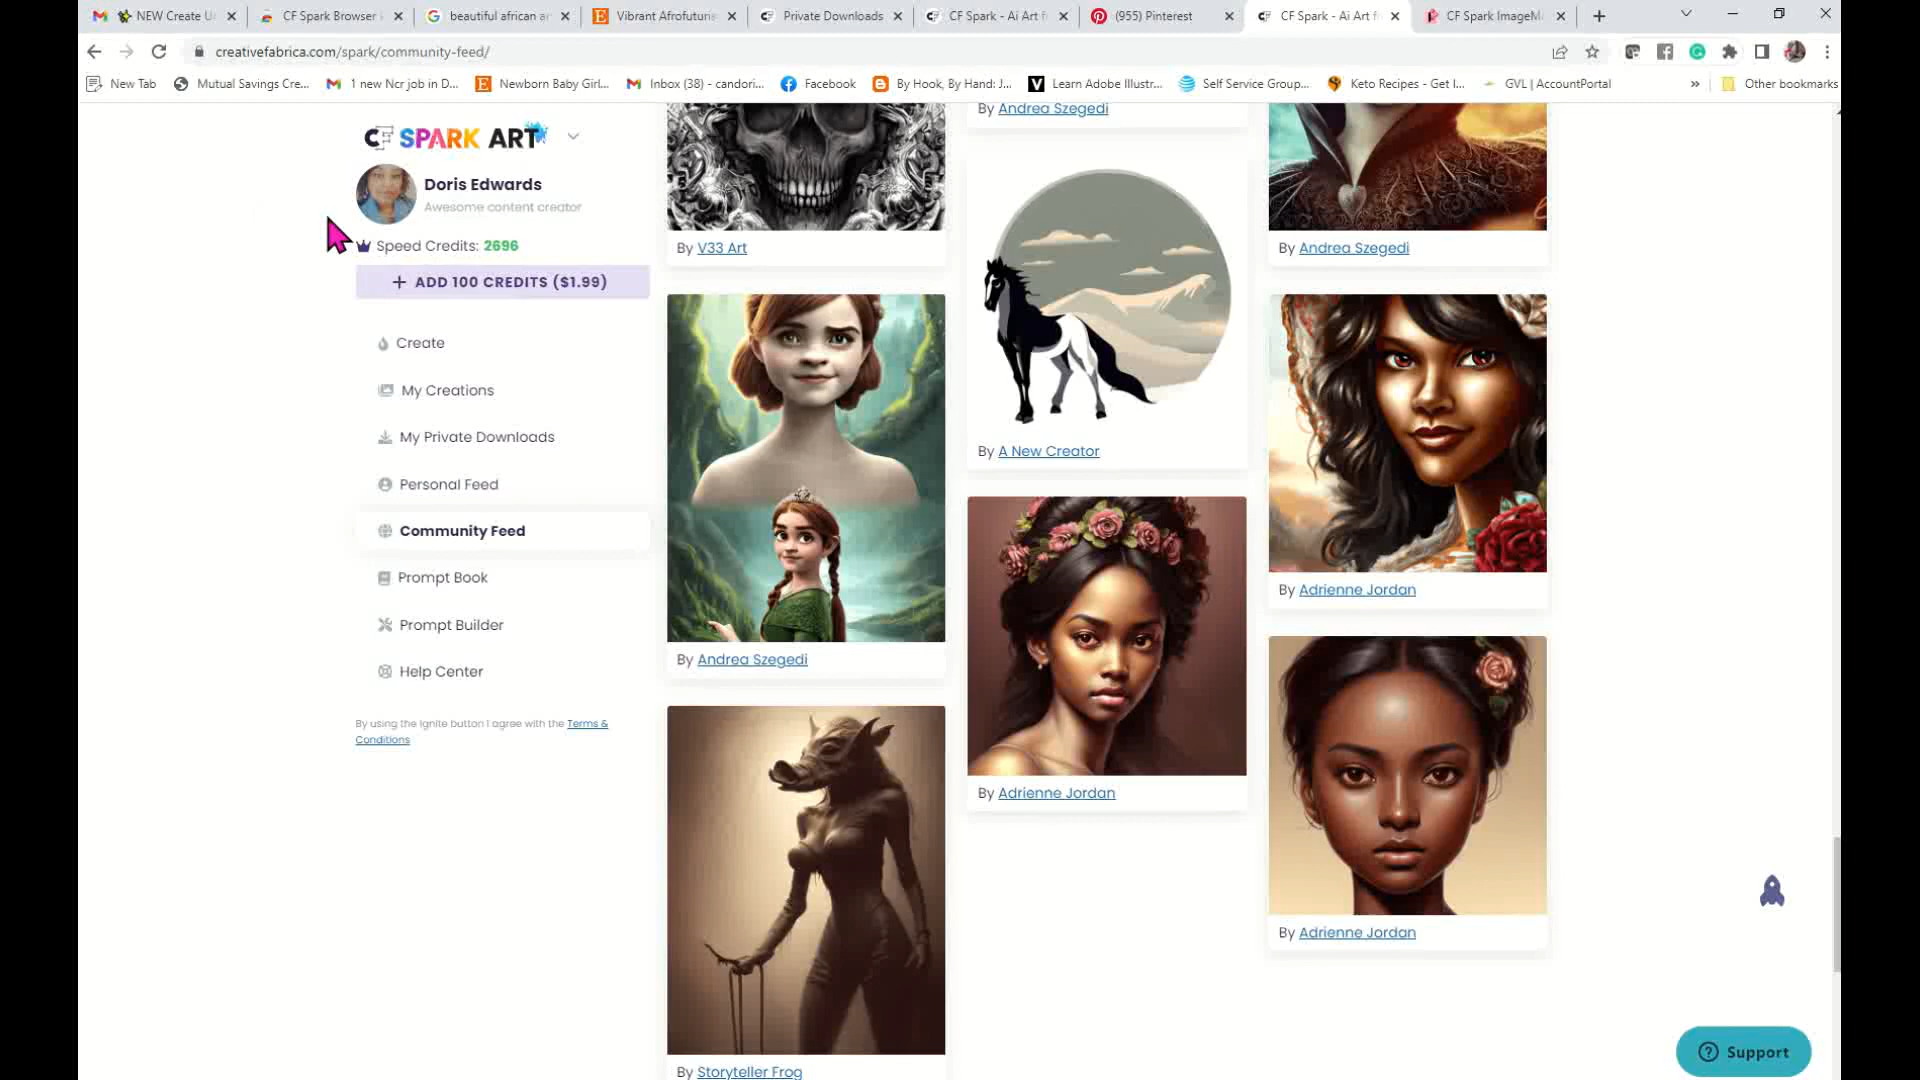 NEW Create U
CF Spark Browser
beautiful african ar
Vibrant Afrofuturis
Private Downloads
CF Spark - Ai Art f
(955) Pinterest
CF Spark - Ai Art f
CF Spark ImageM
creativefabrica.com/spark/community-feed/
New Tab
Mutual Savings Cre...
1 new Ncr job in D...
Newborn Baby Girl...
Inbox (38) - candori...
Facebook
By Hook, By Hand: J...
Learn Adobe Illustr...
Self Service Group...
Keto Recipes - Get I...
GVL | AccountPortal
»
Other bookmarks
CF SPARK ART
Doris Edwards
Awesome content creator
Speed Credits: 2696
+ ADD 100 CREDITS ($1.99)
Create
My Creations
My Private Downloads
Personal Feed
Community Feed
Prompt Book
Prompt Builder
Help Center
By using the Ignite button I agree with the Terms &
Conditions
By V33 Art
By Andrea Szegedi
By Storyteller Frog
By Andrea Szegedi
By A New Creator
By Adrienne Jordan
By Andrea Szegedi
By Adrienne Jordan
By Adrienne Jordan
Support